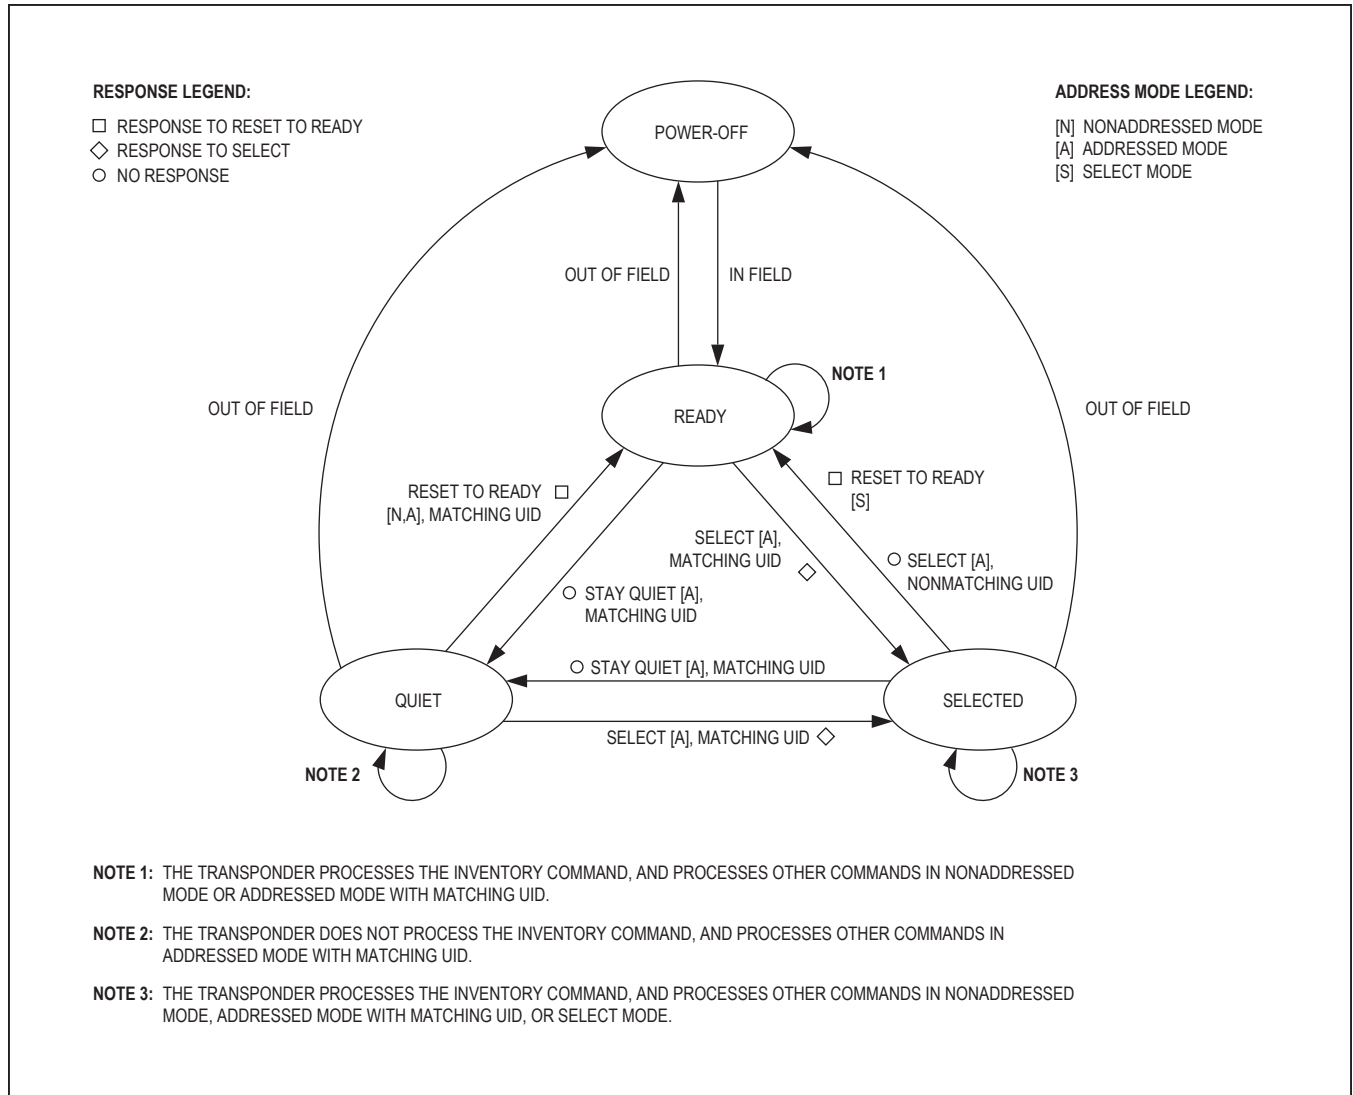 RESPONSE LEGEND:
RESPONSE TO RESET TO READY
RESPONSE TO SELECT
NO RESPONSE
ADDRESS MODE LEGEND:
[N] NONADDRESSED MODE
[A] ADDRESSED MODE
[S] SELECT MODE
POWER-OFF
OUT OF FIELD
IN FIELD
NOTE 1
OUT OF FIELD
OUT OF FIELD
READY
RESET TO READY
[N,A], MATCHING UID
RESET TO READY
[S]
SELECT [A],
MATCHING UID
SELECT [A],
NONMATCHING UID
STAY QUIET [A],
MATCHING UID
STAY QUIET [A], MATCHING UID
QUIET
SELECTED
SELECT [A], MATCHING UID
NOTE 2
NOTE 3
NOTE 1: THE TRANSPONDER PROCESSES THE INVENTORY COMMAND, AND PROCESSES OTHER COMMANDS IN NONADDRESSED
MODE OR ADDRESSED MODE WITH MATCHING UID.
NOTE 2: THE TRANSPONDER DOES NOT PROCESS THE INVENTORY COMMAND, AND PROCESSES OTHER COMMANDS IN
ADDRESSED MODE WITH MATCHING UID.
NOTE 3: THE TRANSPONDER PROCESSES THE INVENTORY COMMAND, AND PROCESSES OTHER COMMANDS IN NONADDRESSED
MODE, ADDRESSED MODE WITH MATCHING UID, OR SELECT MODE.